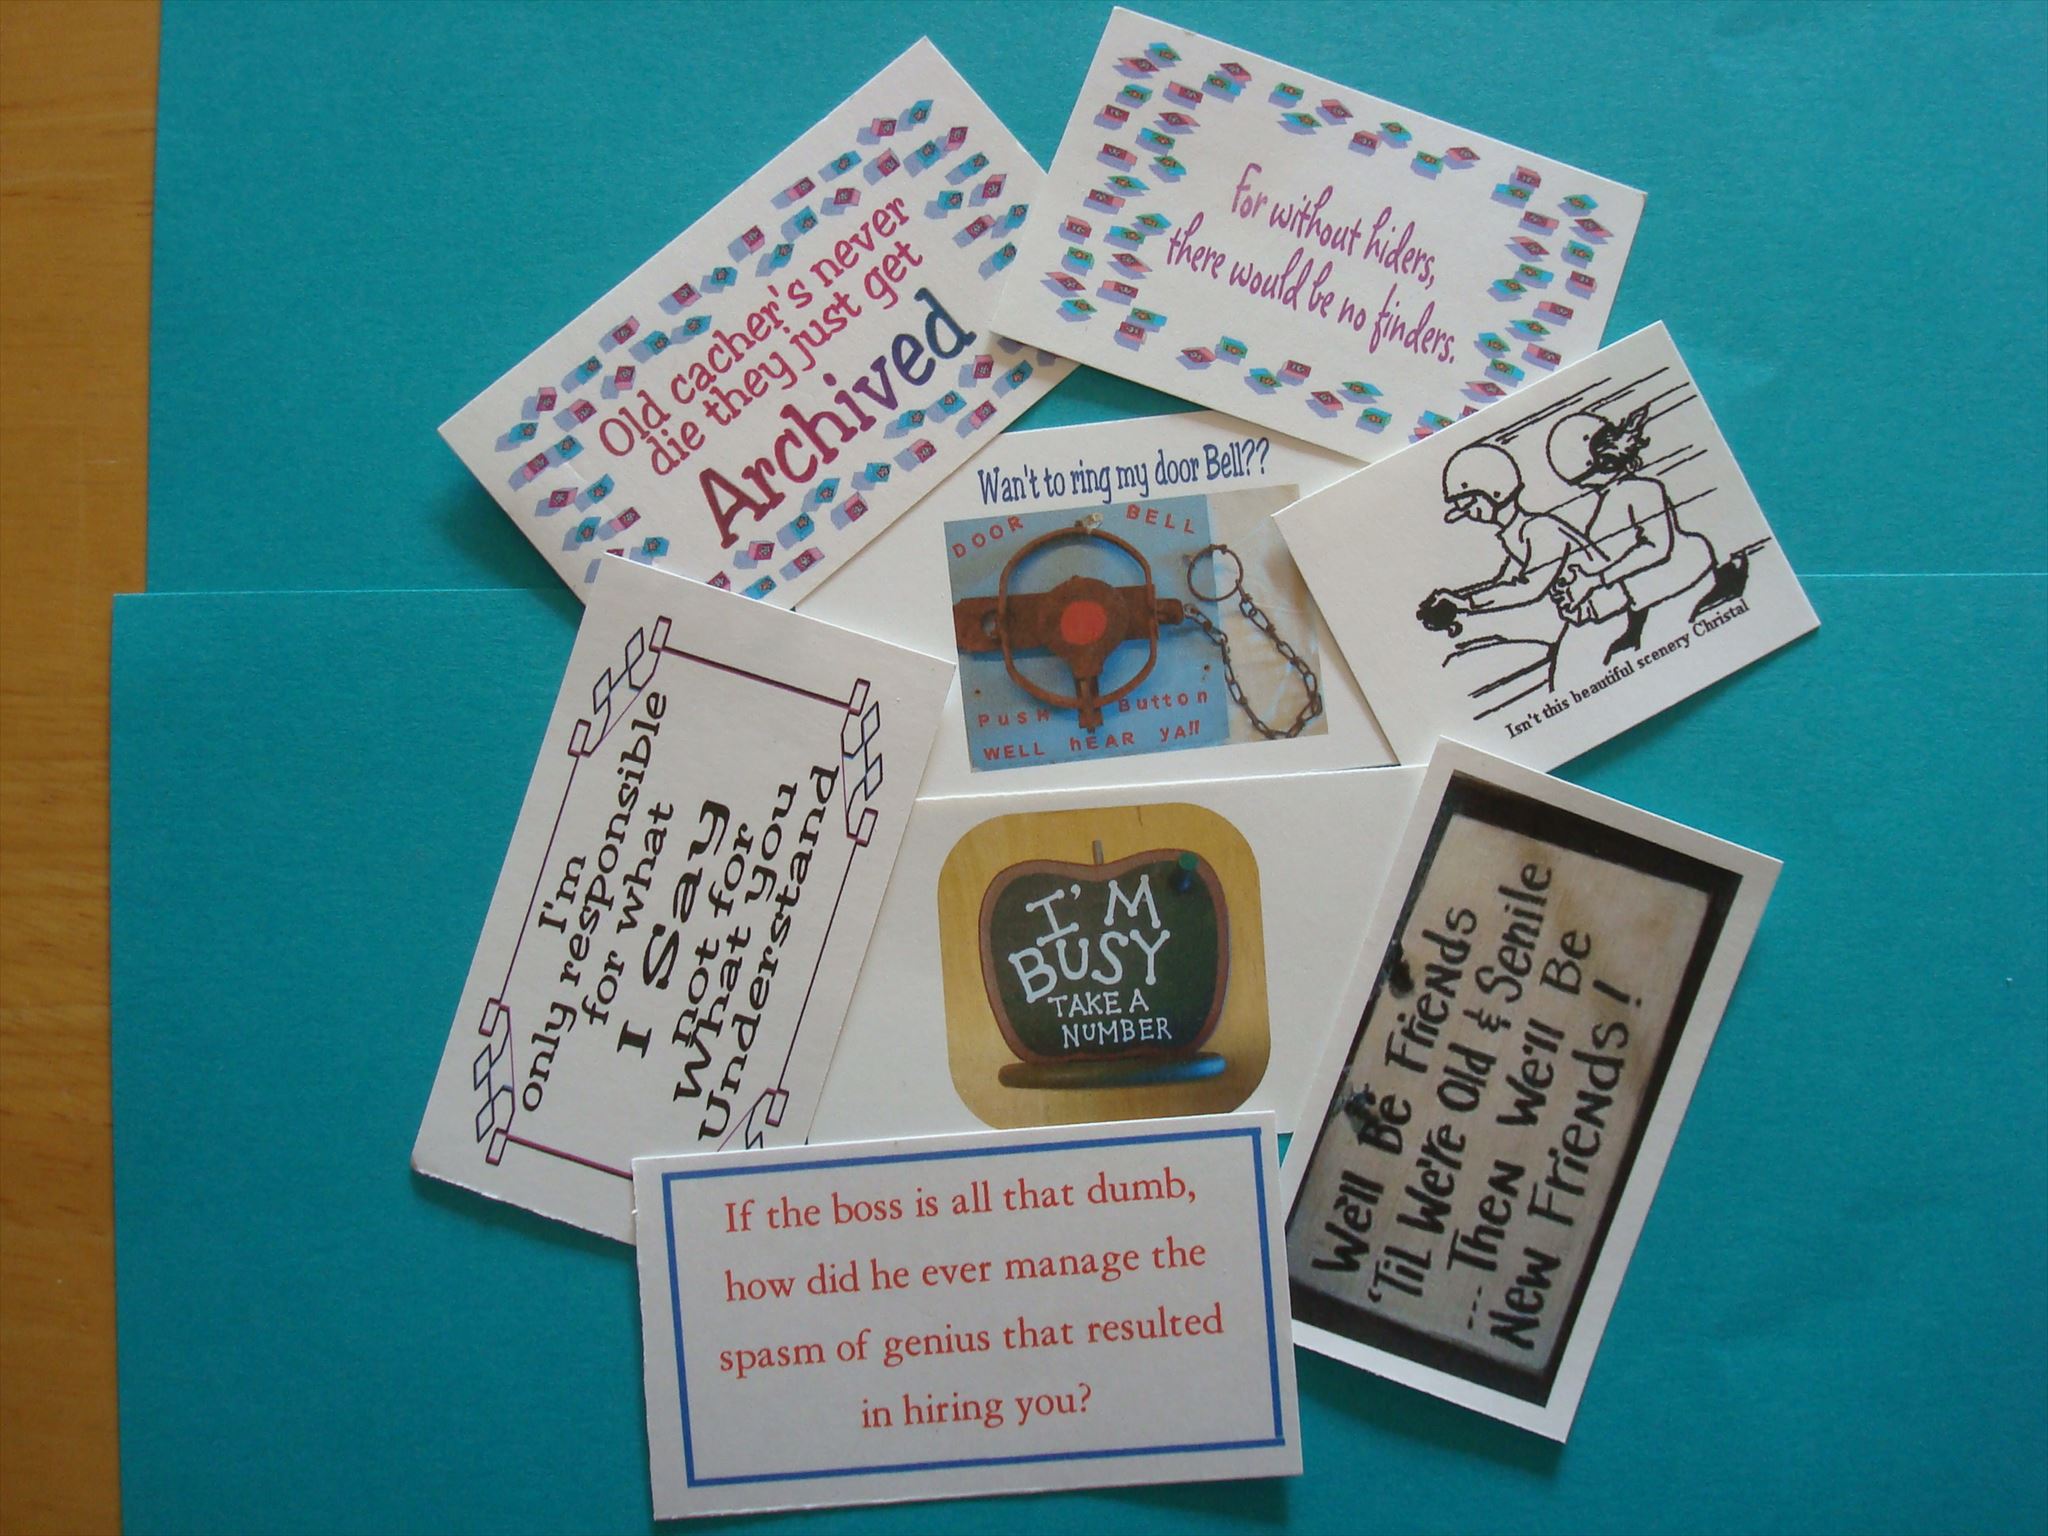 Old cacher's never
die they just get
Archived
For without hiders,
there would be no finders.
Wan't to ring my door Bell??
DOOR BELL
PUSH Button
WELL hEAR YA!!
Isn't this beautiful scenery Christal
I'm
only responsible
for what
I Say
not for
What you
Understand
I'M
BUSY
TAKE A
NUMBER
We'll Be Friends
'Til We're Old & Senile
--- Then We'll Be
New Friends!
If the boss is all that dumb,
how did he ever manage the
spasm of genius that resulted
in hiring you?